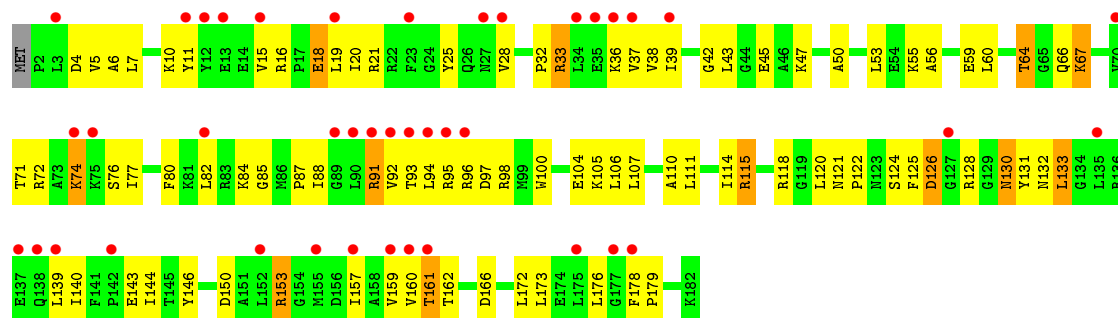 MET P2 L3 D4 V5 A6 L7 K10 Y11 Y12 E13 E14 V15 R16 P17 E18 L19 I20 R21 R22 F23 G24 Y25 Q26 N27 V28 P32 R33 L34 E35 K36 V37 V38 I39 G42 L43 G44 E45 A46 K47 A50 L53 E54 K55 A56 E59 L60 T64 G65 Q66 K67 V70
T71 R72 A73 K74 K75 S76 I77 F80 K81 L82 R83 K84 G85 M86 P87 I88 G89 L90 R91 V92 T93 L94 R95 R96 D97 R98 M99 W100 E104 K105 L106 L107 A110 L111 I114 R115 R118 G119 L120 N121 P122 N123 S124 F125 D126 G127 R128 G129 N130 Y131 N132 L133 G134 L135 R136
E137 Q138 L139 I140 F141 P142 E143 I144 T145 Y146 D150 A151 L152 R153 G154 M155 D156 I157 A158 V159 V160 T161 T162 D166 L172 L173 E174 L175 L176 G177 F178 P179 K182